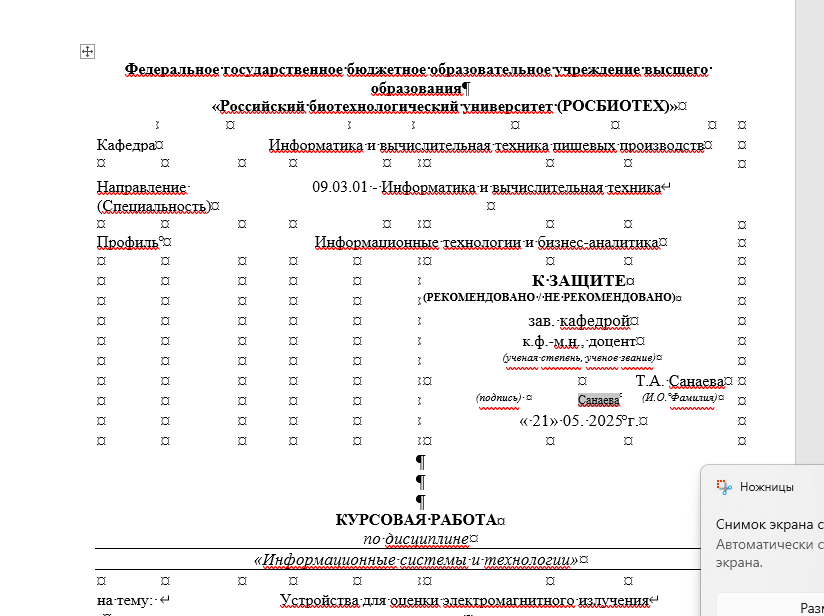 Федеральное государственное бюджетное образовательное учреждение высшего
образования
«Российский биотехнологический университет (РОСБИОТЕХ)»
Кафедра Информатика и вычислительная техника пишевых производств
Направление 09.03.01 - Информатика и вычислительная техника
(Специальность)
Профиль Информационные технологии и бизнес-аналитика
К ЗАЩИТЕ
(РЕКОМЕНДОВАНО / НЕ РЕКОМЕНДОВАНО)
зав. кафедрой
к.ф.-м.н., доцент
(ученая степень, ученое звание)
Т.А. Санаева
(подпись) Санаева (И.О. Фамилия)
« 21» 05. 2025 г.
КУРСОВАЯ РАБОТА
по дисциплине
«Информационные системы и технологии»
на тему: Устройства для оценки электромагнитного излучения
Ножницы
Снимок экрана с
Автоматически с
экрана.
Раз